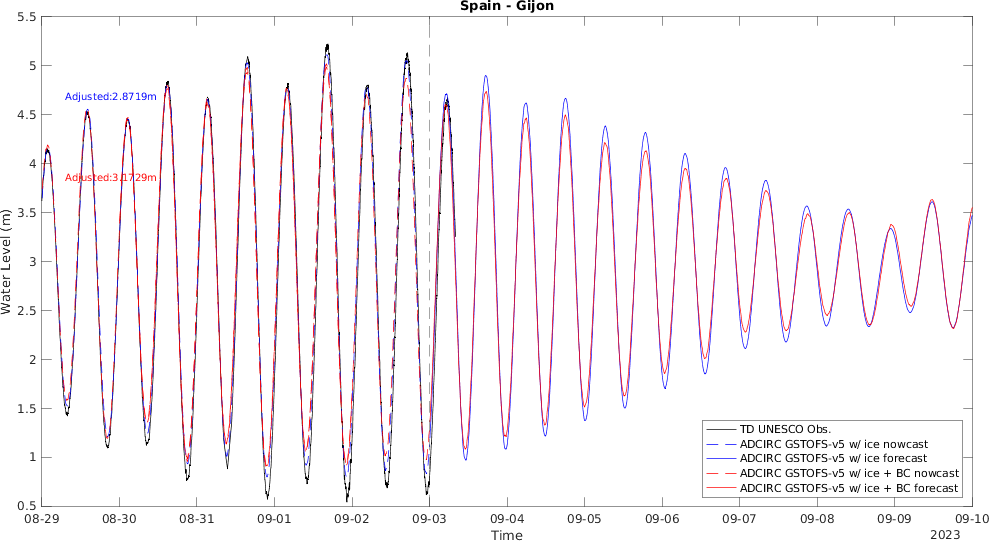 Spain - Gijon
5.5
5
4.5
4
3.5
3
2.5
2
1.5
1
0.5
Water Level (m)
Adjusted:2.8719m
Adjusted:3.1729m
TD UNESCO Obs.
ADCIRC GSTOFS-v5 w/ ice nowcast
ADCIRC GSTOFS-v5 w/ ice forecast
ADCIRC GSTOFS-v5 w/ ice + BC nowcast
ADCIRC GSTOFS-v5 w/ ice + BC forecast
08-29 08-30 08-31 09-01 09-02 09-03 09-04 09-05 09-06 09-07 09-08 09-09 09-10
Time
2023